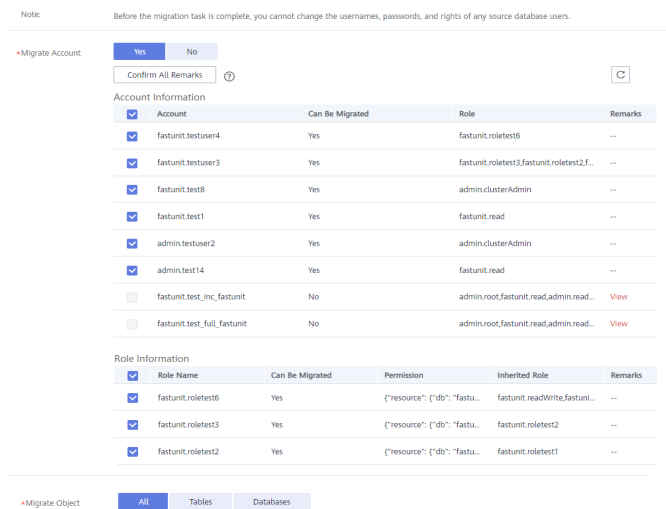 Note: Before the migration task is complete, you cannot change the usernames, passwords, and rights of any source database users.
*Migrate Account Yes No
Confirm All Remarks ?
Account Information
Account Can Be Migrated Role Remarks
fastunit.testuser4 Yes fastunit.roletest6 --
fastunit.testuser3 Yes fastunit.roletest3,fastunit.roletest2,f... --
fastunit.test8 Yes admin.clusterAdmin --
fastunit.test1 Yes fastunit.read --
admin.testuser2 Yes admin.clusterAdmin --
admin.test14 Yes fastunit.read --
fastunit.test_inc_fastunit No admin.root,fastunit.read,admin.read... View
fastunit.test_full_fastunit No admin.root,fastunit.read,admin.read... View
Role Information
Role Name Can Be Migrated Permission Inherited Role Remarks
fastunit.roletest6 Yes {"resource": {"db": "fastu... fastunit.readWrite,fastuni... --
fastunit.roletest3 Yes {"resource": {"db": "fastu... fastunit.roletest2 --
fastunit.roletest2 Yes {"resource": {"db": "fastu... fastunit.roletest1 --
*Migrate Object All Tables Databases